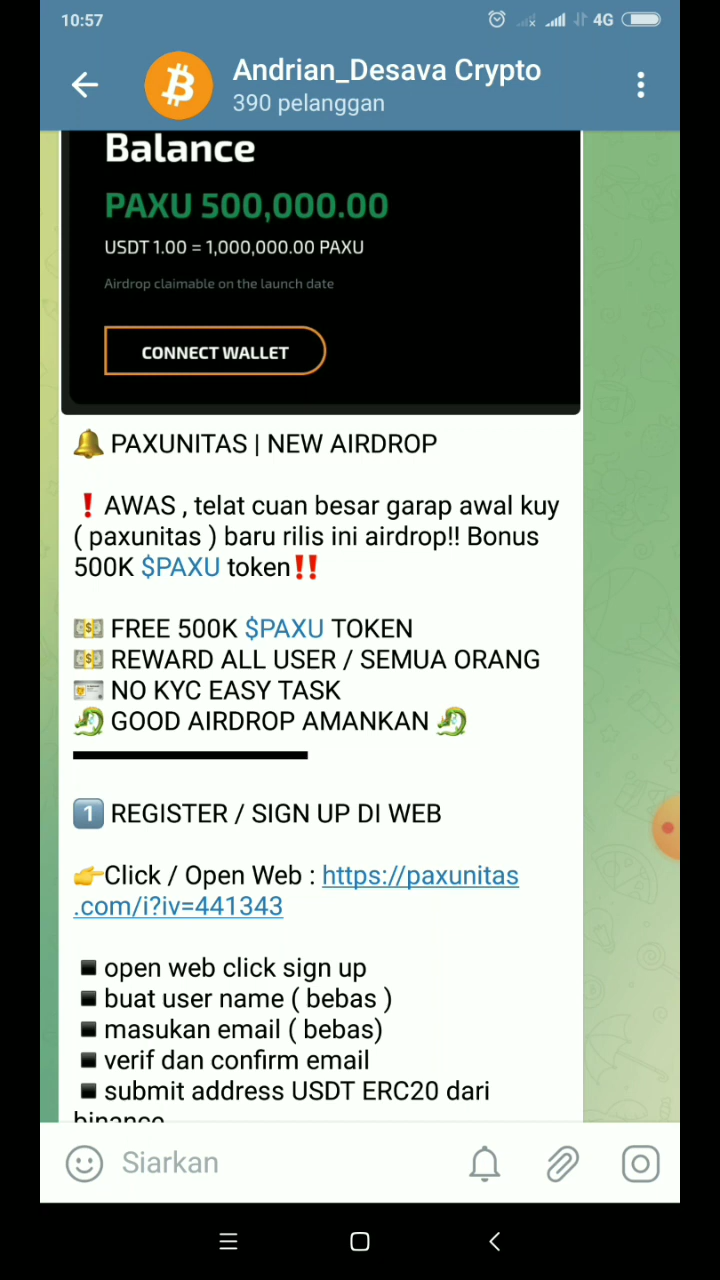 10:57
4G
Andrian_Desava Crypto
390 pelanggan
Balance
PAXU 500,000.00
USDT 1.00 = 1,000,000.00 PAXU
Airdrop claimable on the launch date
CONNECT WALLET
🔔 PAXUNITAS | NEW AIRDROP
❗ AWAS , telat cuan besar garap awal kuy
( paxunitas ) baru rilis ini airdrop!! Bonus
500K $PAXU token‼️
💵 FREE 500K $PAXU TOKEN
💵 REWARD ALL USER / SEMUA ORANG
🪪 NO KYC EASY TASK
🐲 GOOD AIRDROP AMANKAN 🐲
1️⃣ REGISTER / SIGN UP DI WEB
👉Click / Open Web : https://paxunitas
.com/i?iv=441343
◾ open web click sign up
◾ buat user name ( bebas )
◾ masukan email ( bebas)
◾ verif dan confirm email
◾ submit address USDT ERC20 dari
binance
Siarkan